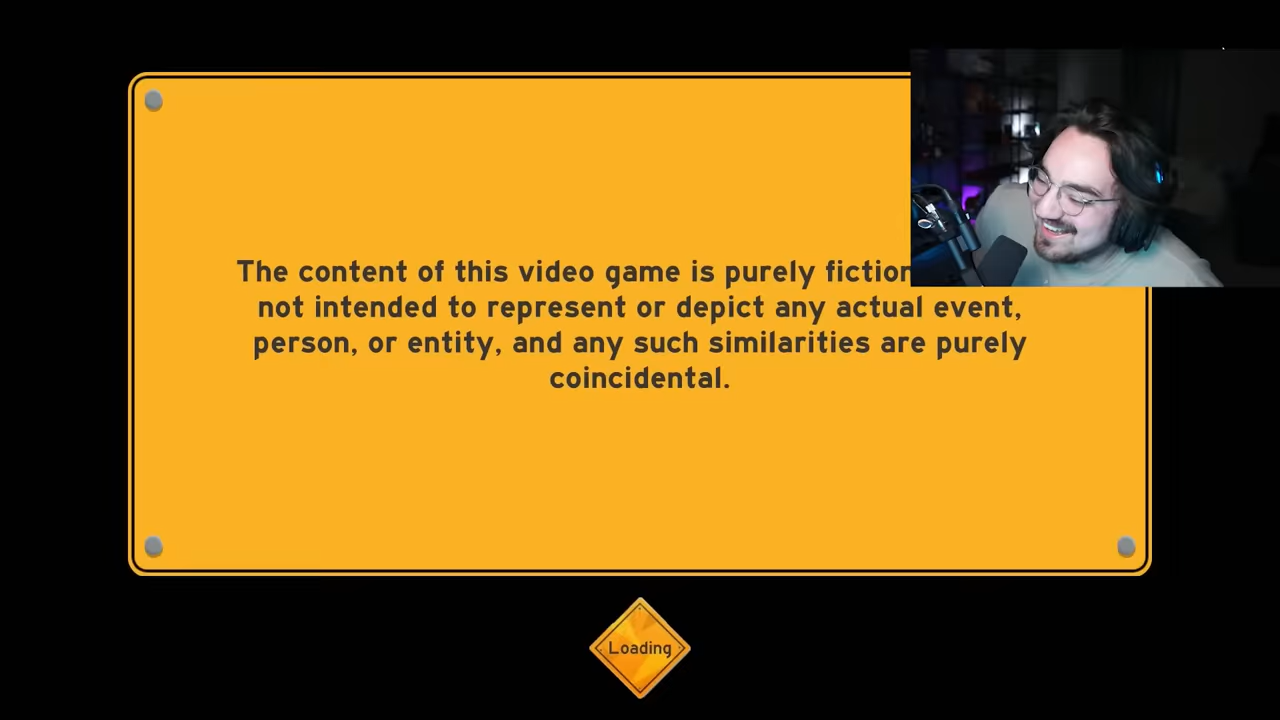 The content of this video game is purely fiction
not intended to represent or depict any actual event,
person, or entity, and any such similarities are purely
coincidental.
Loading